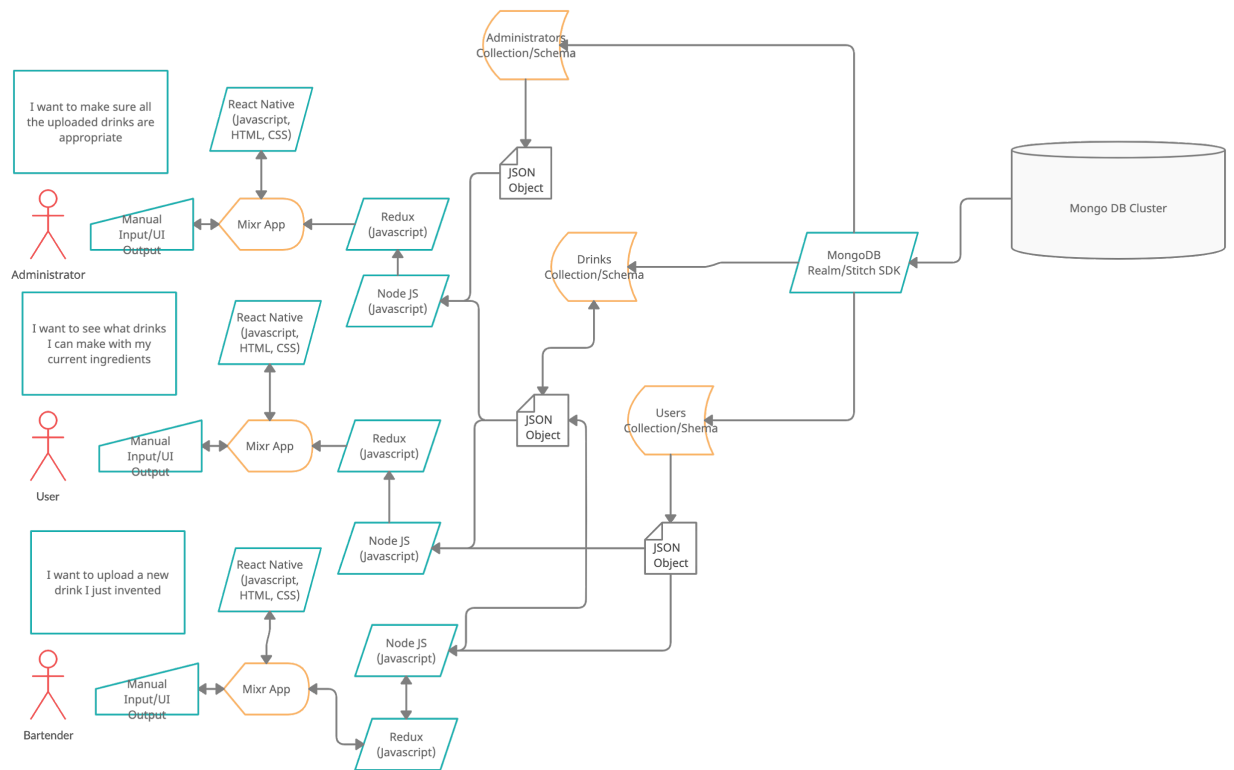 Administrators
Collection/Schema
I want to make sure all
the uploaded drinks are
appropriate
React Native
(Javascript,
HTML, CSS)
JSON
Object
Mongo DB Cluster
Manual
Input/UI
Output
Mixr App
Redux
(Javascript)
Administrator
Drinks
Collection/Schema
MongoDB
Realm/Stitch SDK
Node JS
(Javascript)
I want to see what drinks
I can make with my
current ingredients
React Native
(Javascript,
HTML, CSS)
JSON
Object
Users
Collection/Shema
Manual
Input/UI
Output
Mixr App
Redux
(Javascript)
User
Node JS
(Javascript)
JSON
Object
I want to upload a new
drink I just invented
React Native
(Javascript,
HTML, CSS)
Node JS
(Javascript)
Manual
Input/UI
Output
Mixr App
Bartender
Redux
(Javascript)